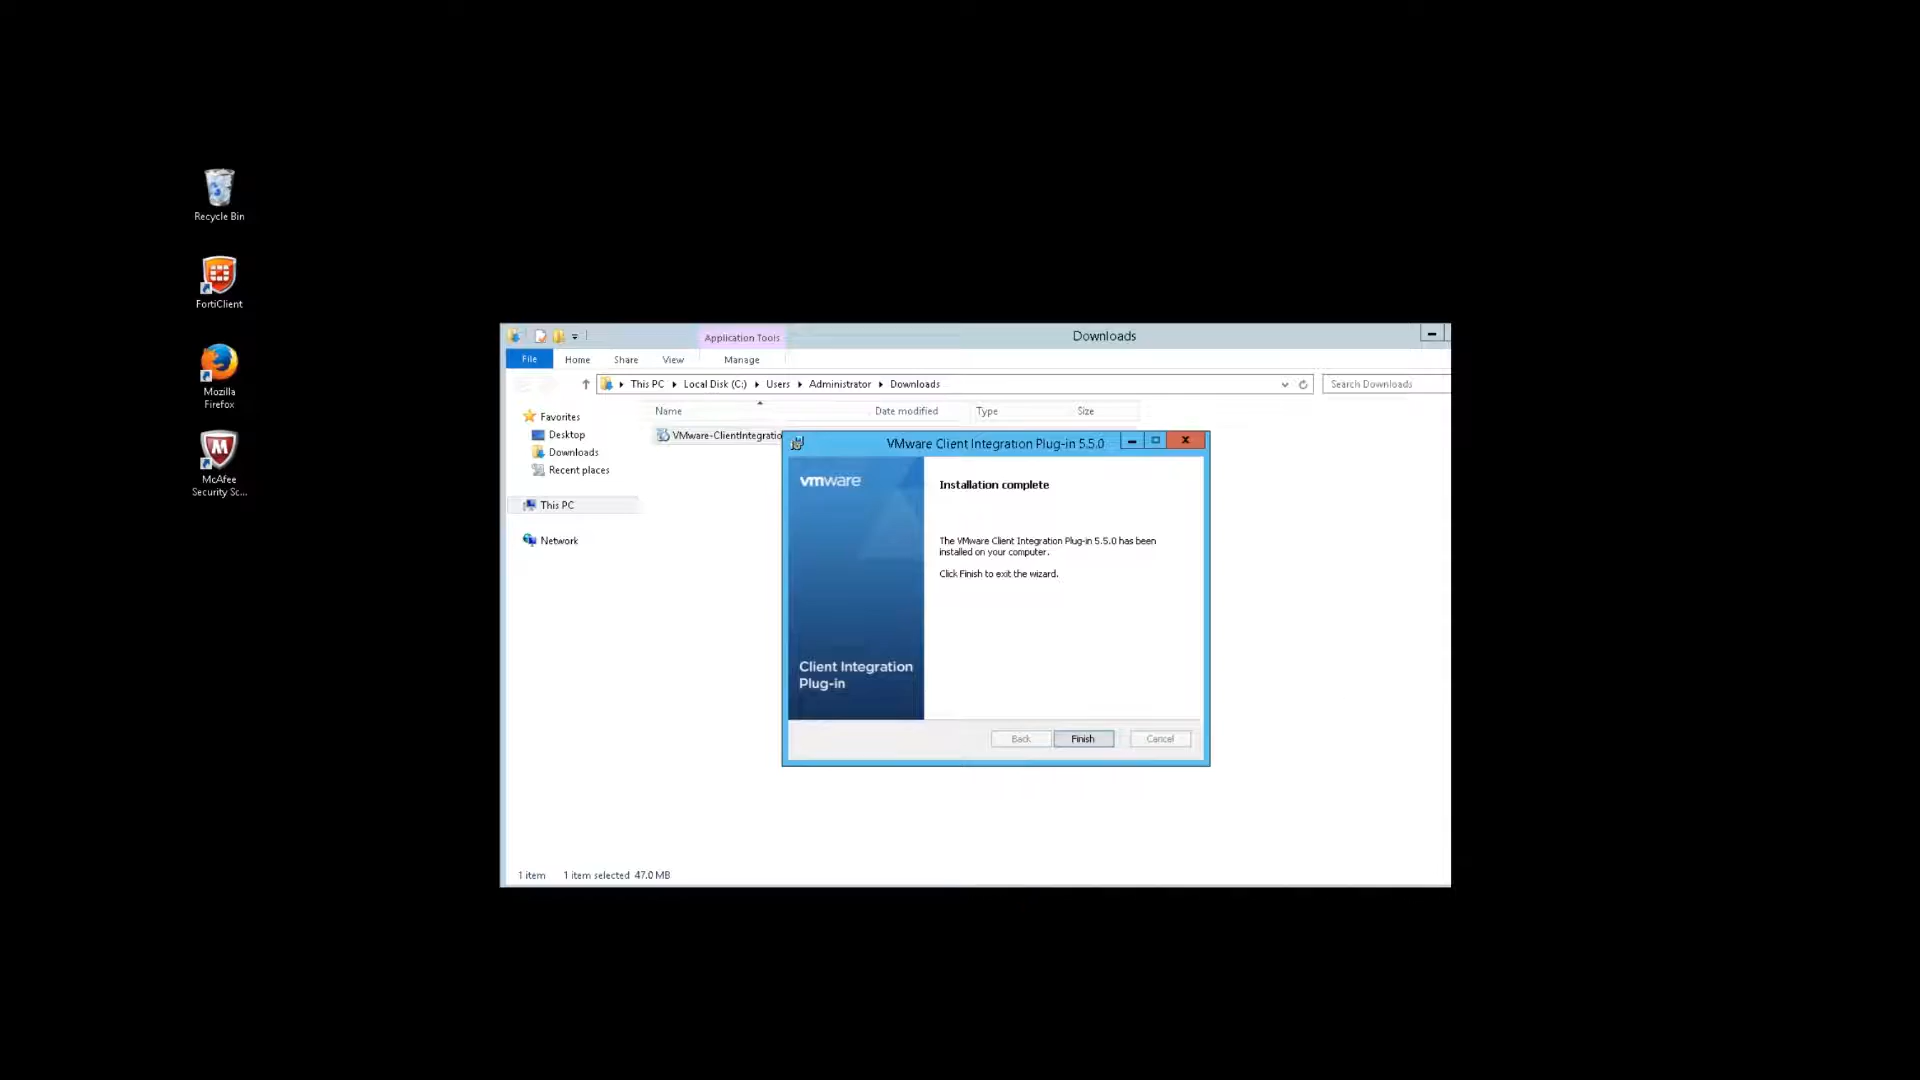 Recycle Bin
FortiClient
Mozilla
Firefox
McAfee
Security Sc...
Application Tools
Downloads
File
Home
Share
View
Manage
This PC
Local Disk (C:)
Users
Administrator
Downloads
Search Downloads
Favorites
Desktop
Downloads
Recent places
This PC
Network
Name
Date modified
Type
Size
VMware-ClientIntegratio
VMware Client Integration Plug-in 5.5.0
vmware
Client Integration
Plug-in
Installation complete
The VMware Client Integration Plug-in 5.5.0 has been
installed on your computer.
Click Finish to exit the wizard.
Back
Finish
Cancel
1 item
1 item selected 47.0 MB